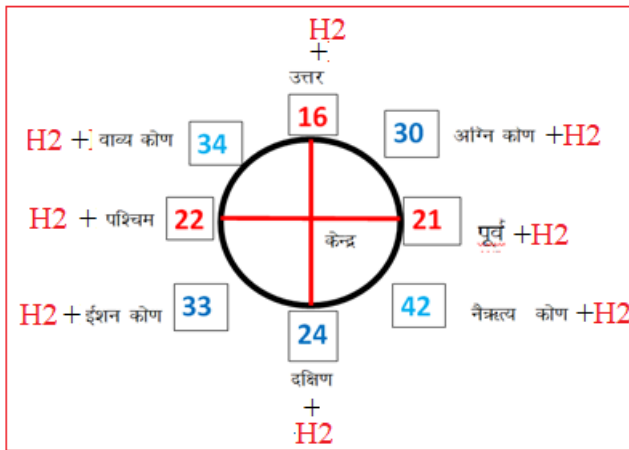 H2
+
उत्तर
16
H2 + वाव्य कोण 34
30 अग्नि कोण +H2
H2 + पश्चिम 22
केन्द्र
21 पूर्व +H2
H2 + ईशन कोण 33
42 नैऋत्य कोण +H2
24
दक्षिण
+
H2